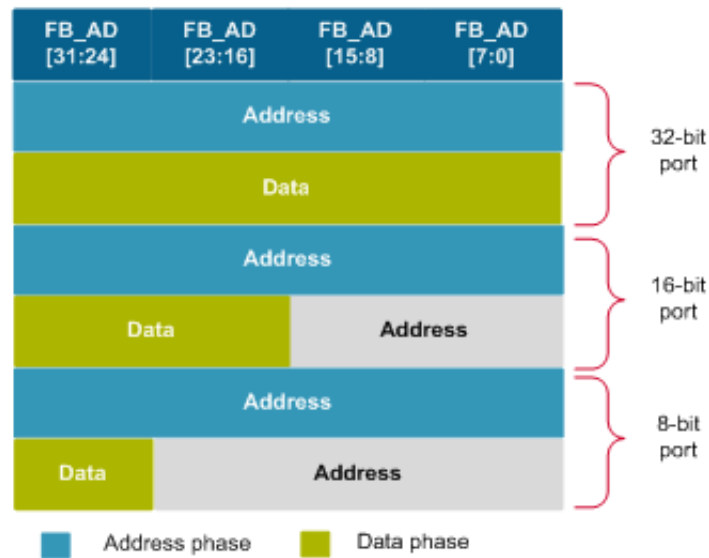 FB_AD FB_AD FB_AD FB_AD
[31:24] [23:16] [15:8] [7:0]
Address
32-bit
port
Data
Address
16-bit
port
Data Address
Address
8-bit
port
Data Address
Address phase Data phase